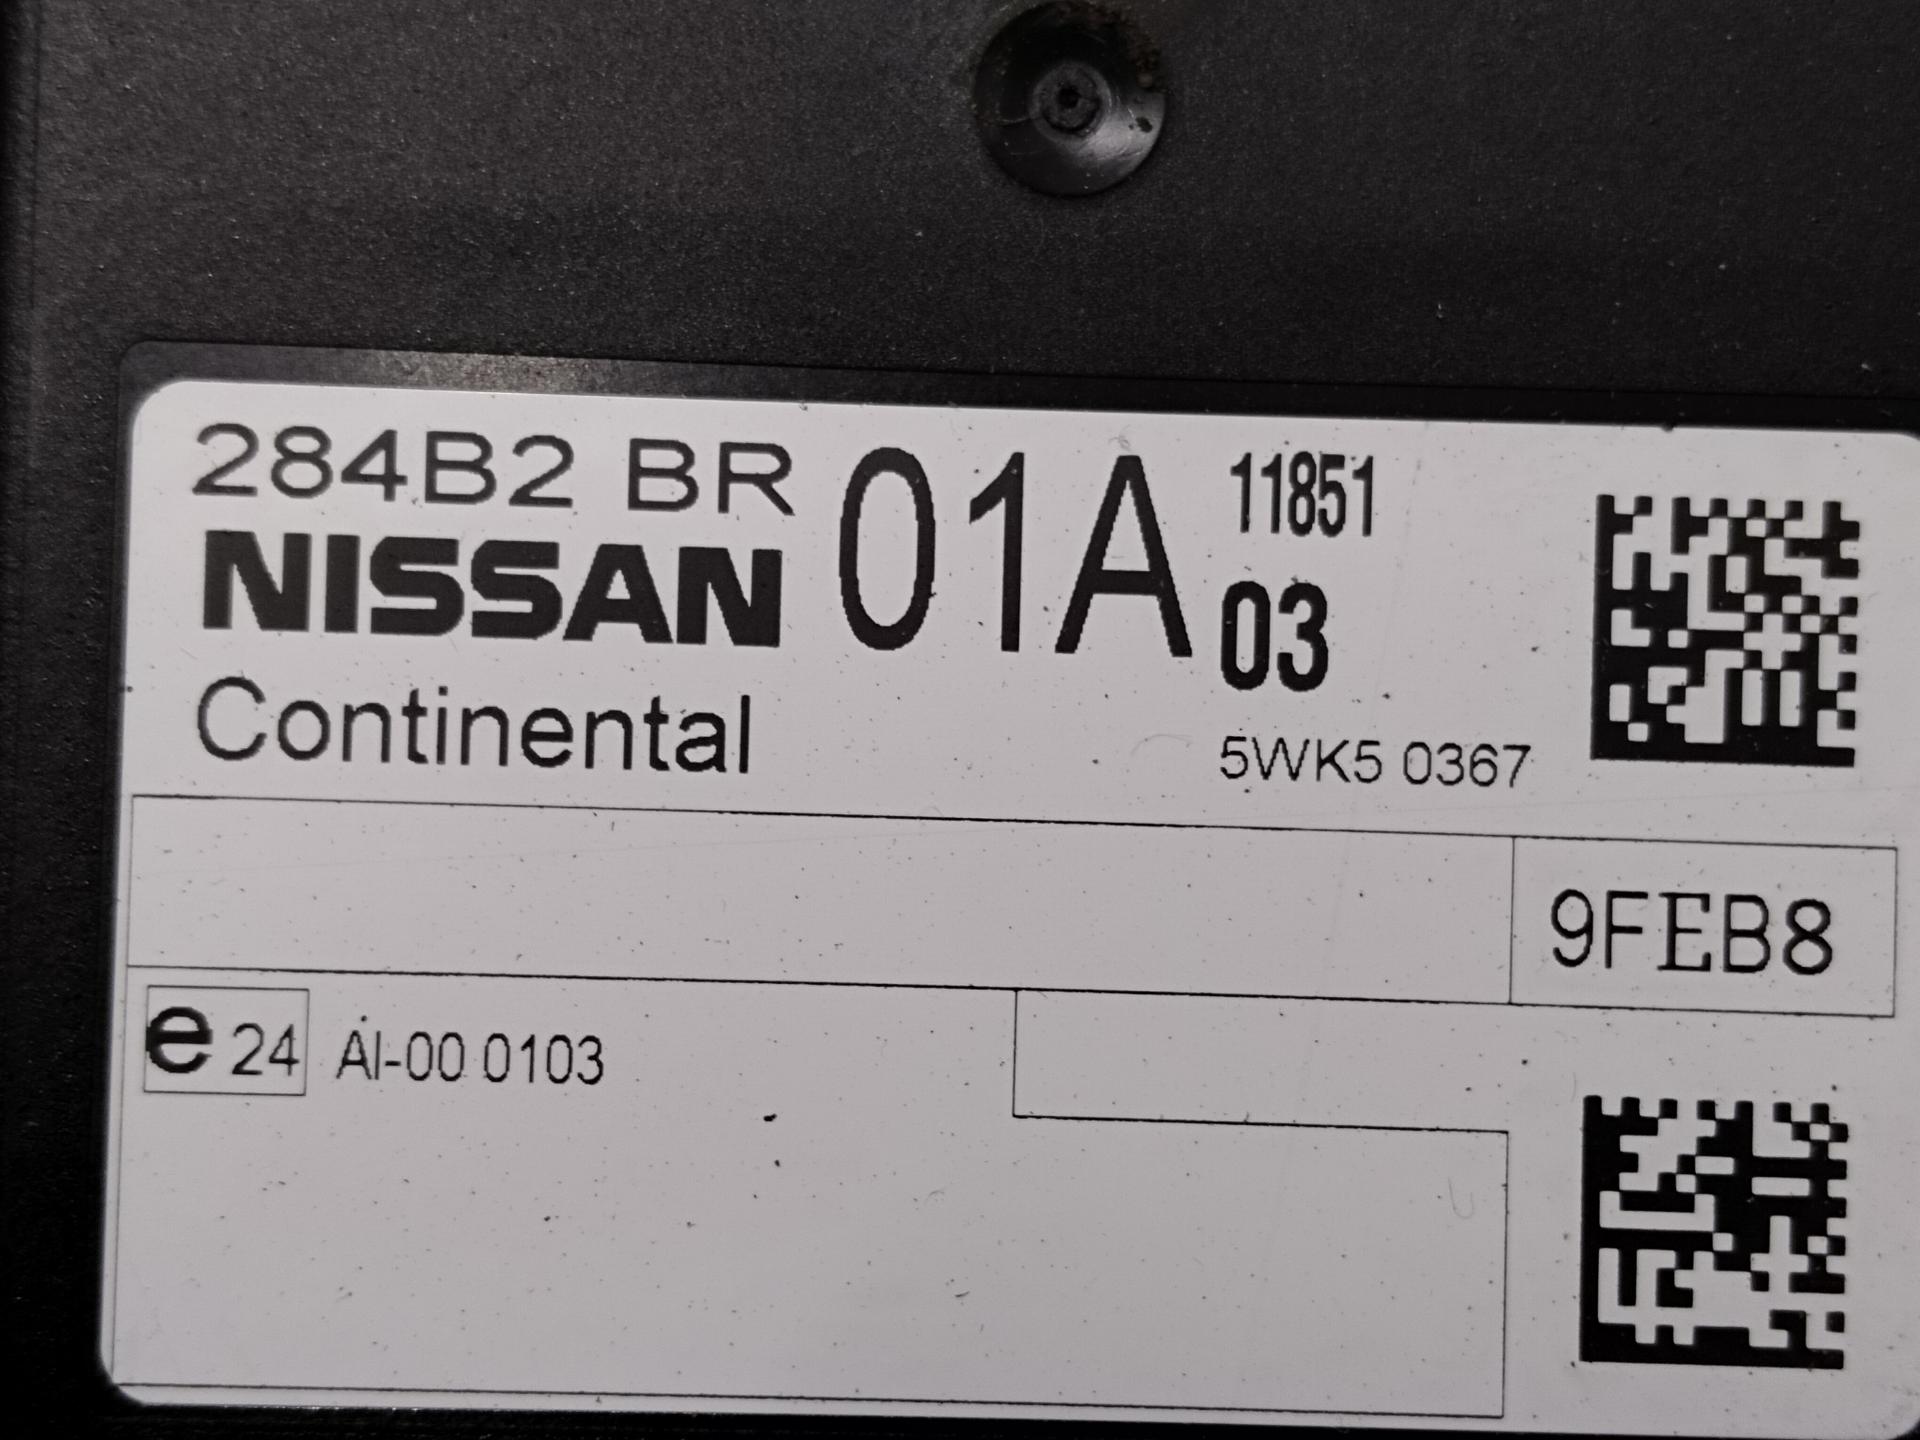 284B2 BR 01A 11851
NISSAN 03
Continental 5WK5 0367
9FEB8
e 24 AI-00 0103